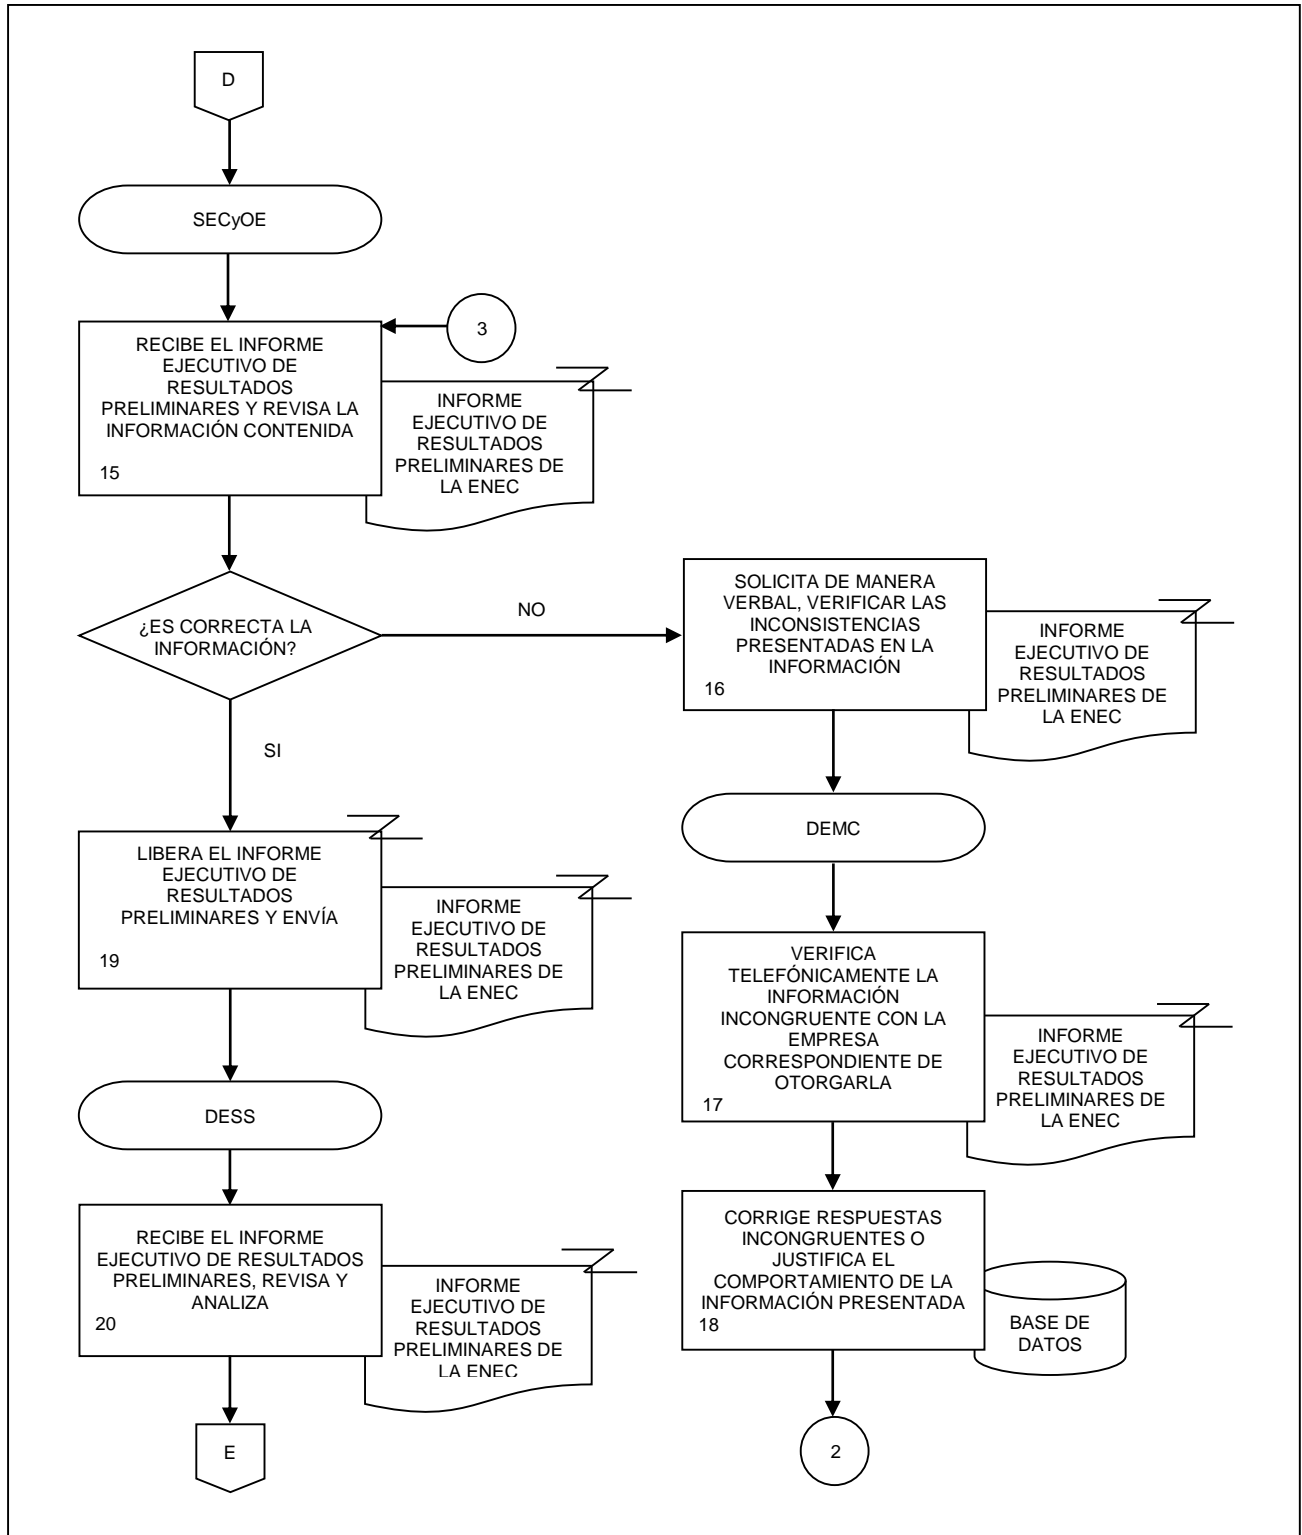 D
SECyOE
3
RECIBE EL INFORME
EJECUTIVO DE
RESULTADOS
PRELIMINARES Y REVISA LA
INFORMACIÓN CONTENIDA
15
INFORME
EJECUTIVO DE
RESULTADOS
PRELIMINARES DE
LA ENEC
¿ES CORRECTA LA
INFORMACIÓN?
NO
SOLICITA DE MANERA
VERBAL, VERIFICAR LAS
INCONSISTENCIAS
PRESENTADAS EN LA
INFORMACIÓN
16
INFORME
EJECUTIVO DE
RESULTADOS
PRELIMINARES DE
LA ENEC
SI
DEMC
LIBERA EL INFORME
EJECUTIVO DE
RESULTADOS
PRELIMINARES Y ENVÍA
19
INFORME
EJECUTIVO DE
RESULTADOS
PRELIMINARES DE
LA ENEC
VERIFICA
TELEFÓNICAMENTE LA
INFORMACIÓN
INCONGRUENTE CON LA
EMPRESA
CORRESPONDIENTE DE
OTORGARLA
17
INFORME
EJECUTIVO DE
RESULTADOS
PRELIMINARES DE
LA ENEC
DESS
RECIBE EL INFORME
EJECUTIVO DE RESULTADOS
PRELIMINARES, REVISA Y
ANALIZA
20
INFORME
EJECUTIVO DE
RESULTADOS
PRELIMINARES DE
LA ENEC
CORRIGE RESPUESTAS
INCONGRUENTES O
JUSTIFICA EL
COMPORTAMIENTO DE LA
INFORMACIÓN PRESENTADA
18
BASE DE
DATOS
E
2